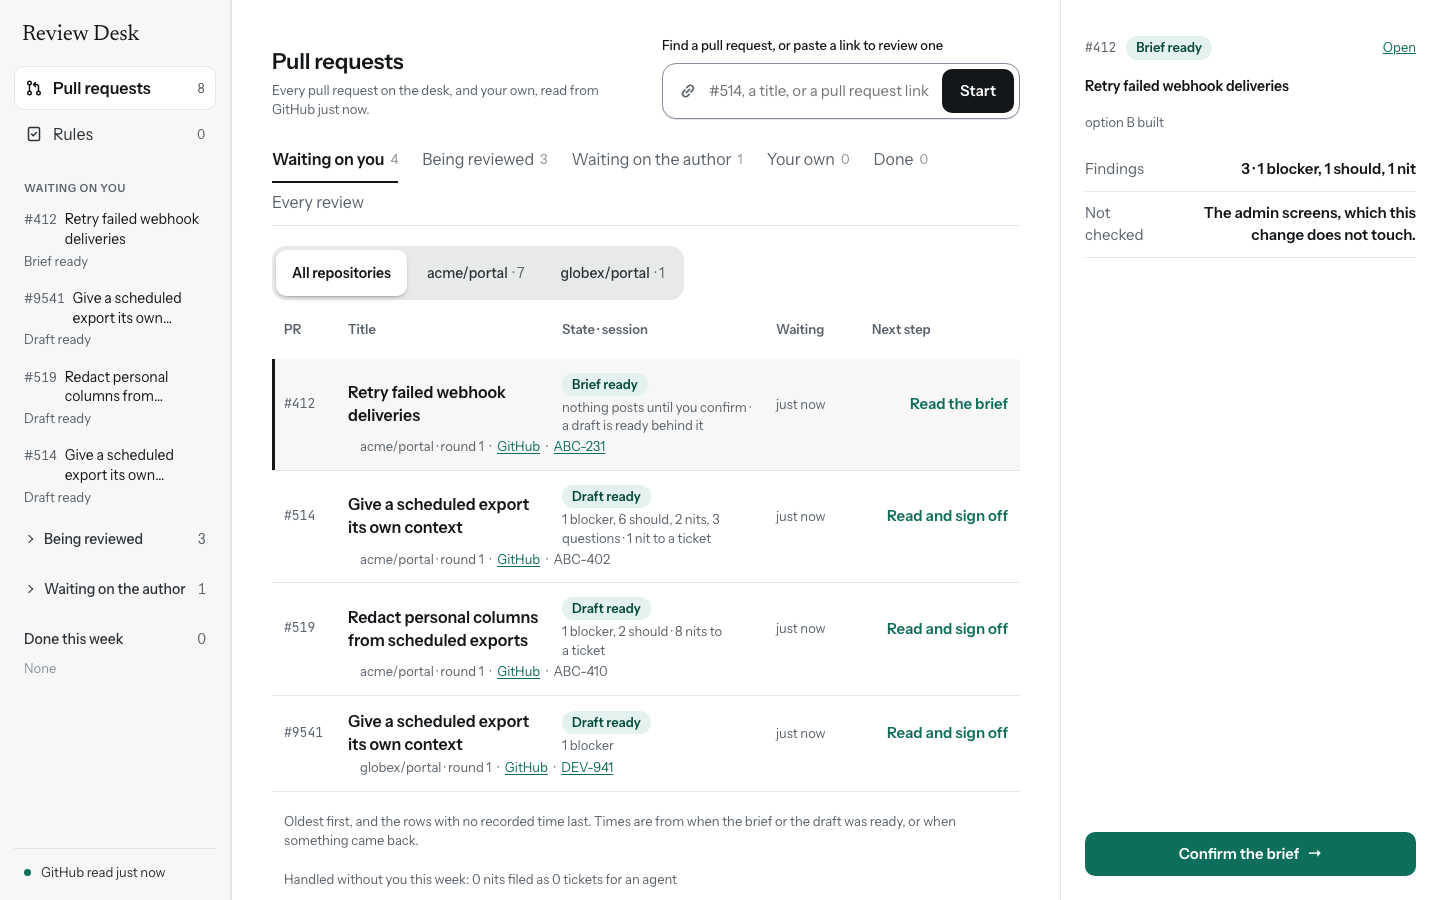 Review Desk
Pull requests 8
Rules 0
WAITING ON YOU
#412 Retry failed webhook
deliveries
Brief ready
#9541 Give a scheduled
export its own...
Draft ready
#519 Redact personal
columns from...
Draft ready
#514 Give a scheduled
export its own...
Draft ready
Being reviewed 3
Waiting on the author 1
Done this week 0
None
GitHub read just now
Pull requests
Every pull request on the desk, and your own, read from
GitHub just now.
Find a pull request, or paste a link to review one
#514, a title, or a pull request link Start
Waiting on you 4 Being reviewed 3 Waiting on the author 1 Your own 0 Done 0
Every review
All repositories acme/portal · 7 globex/portal · 1
PR Title State · session Waiting Next step
#412 Retry failed webhook
deliveries
Brief ready
nothing posts until you confirm ·
a draft is ready behind it
just now
Read the brief
acme/portal · round 1 · GitHub · ABC-231
#514 Give a scheduled export
its own context
Draft ready
1 blocker, 6 should, 2 nits, 3
questions · 1 nit to a ticket
just now
Read and sign off
acme/portal · round 1 · GitHub · ABC-402
#519 Redact personal columns
from scheduled exports
Draft ready
1 blocker, 2 should · 8 nits to
a ticket
just now
Read and sign off
acme/portal · round 1 · GitHub · ABC-410
#9541 Give a scheduled export
its own context
Draft ready
1 blocker
just now
Read and sign off
globex/portal · round 1 · GitHub · DEV-941
Oldest first, and the rows with no recorded time last. Times are from when the brief or the draft was ready, or when
something came back.
Handled without you this week: 0 nits filed as 0 tickets for an agent
#412 Brief ready Open
Retry failed webhook deliveries
option B built
Findings 3 · 1 blocker, 1 should, 1 nit
Not
checked
The admin screens, which this
change does not touch.
Confirm the brief →